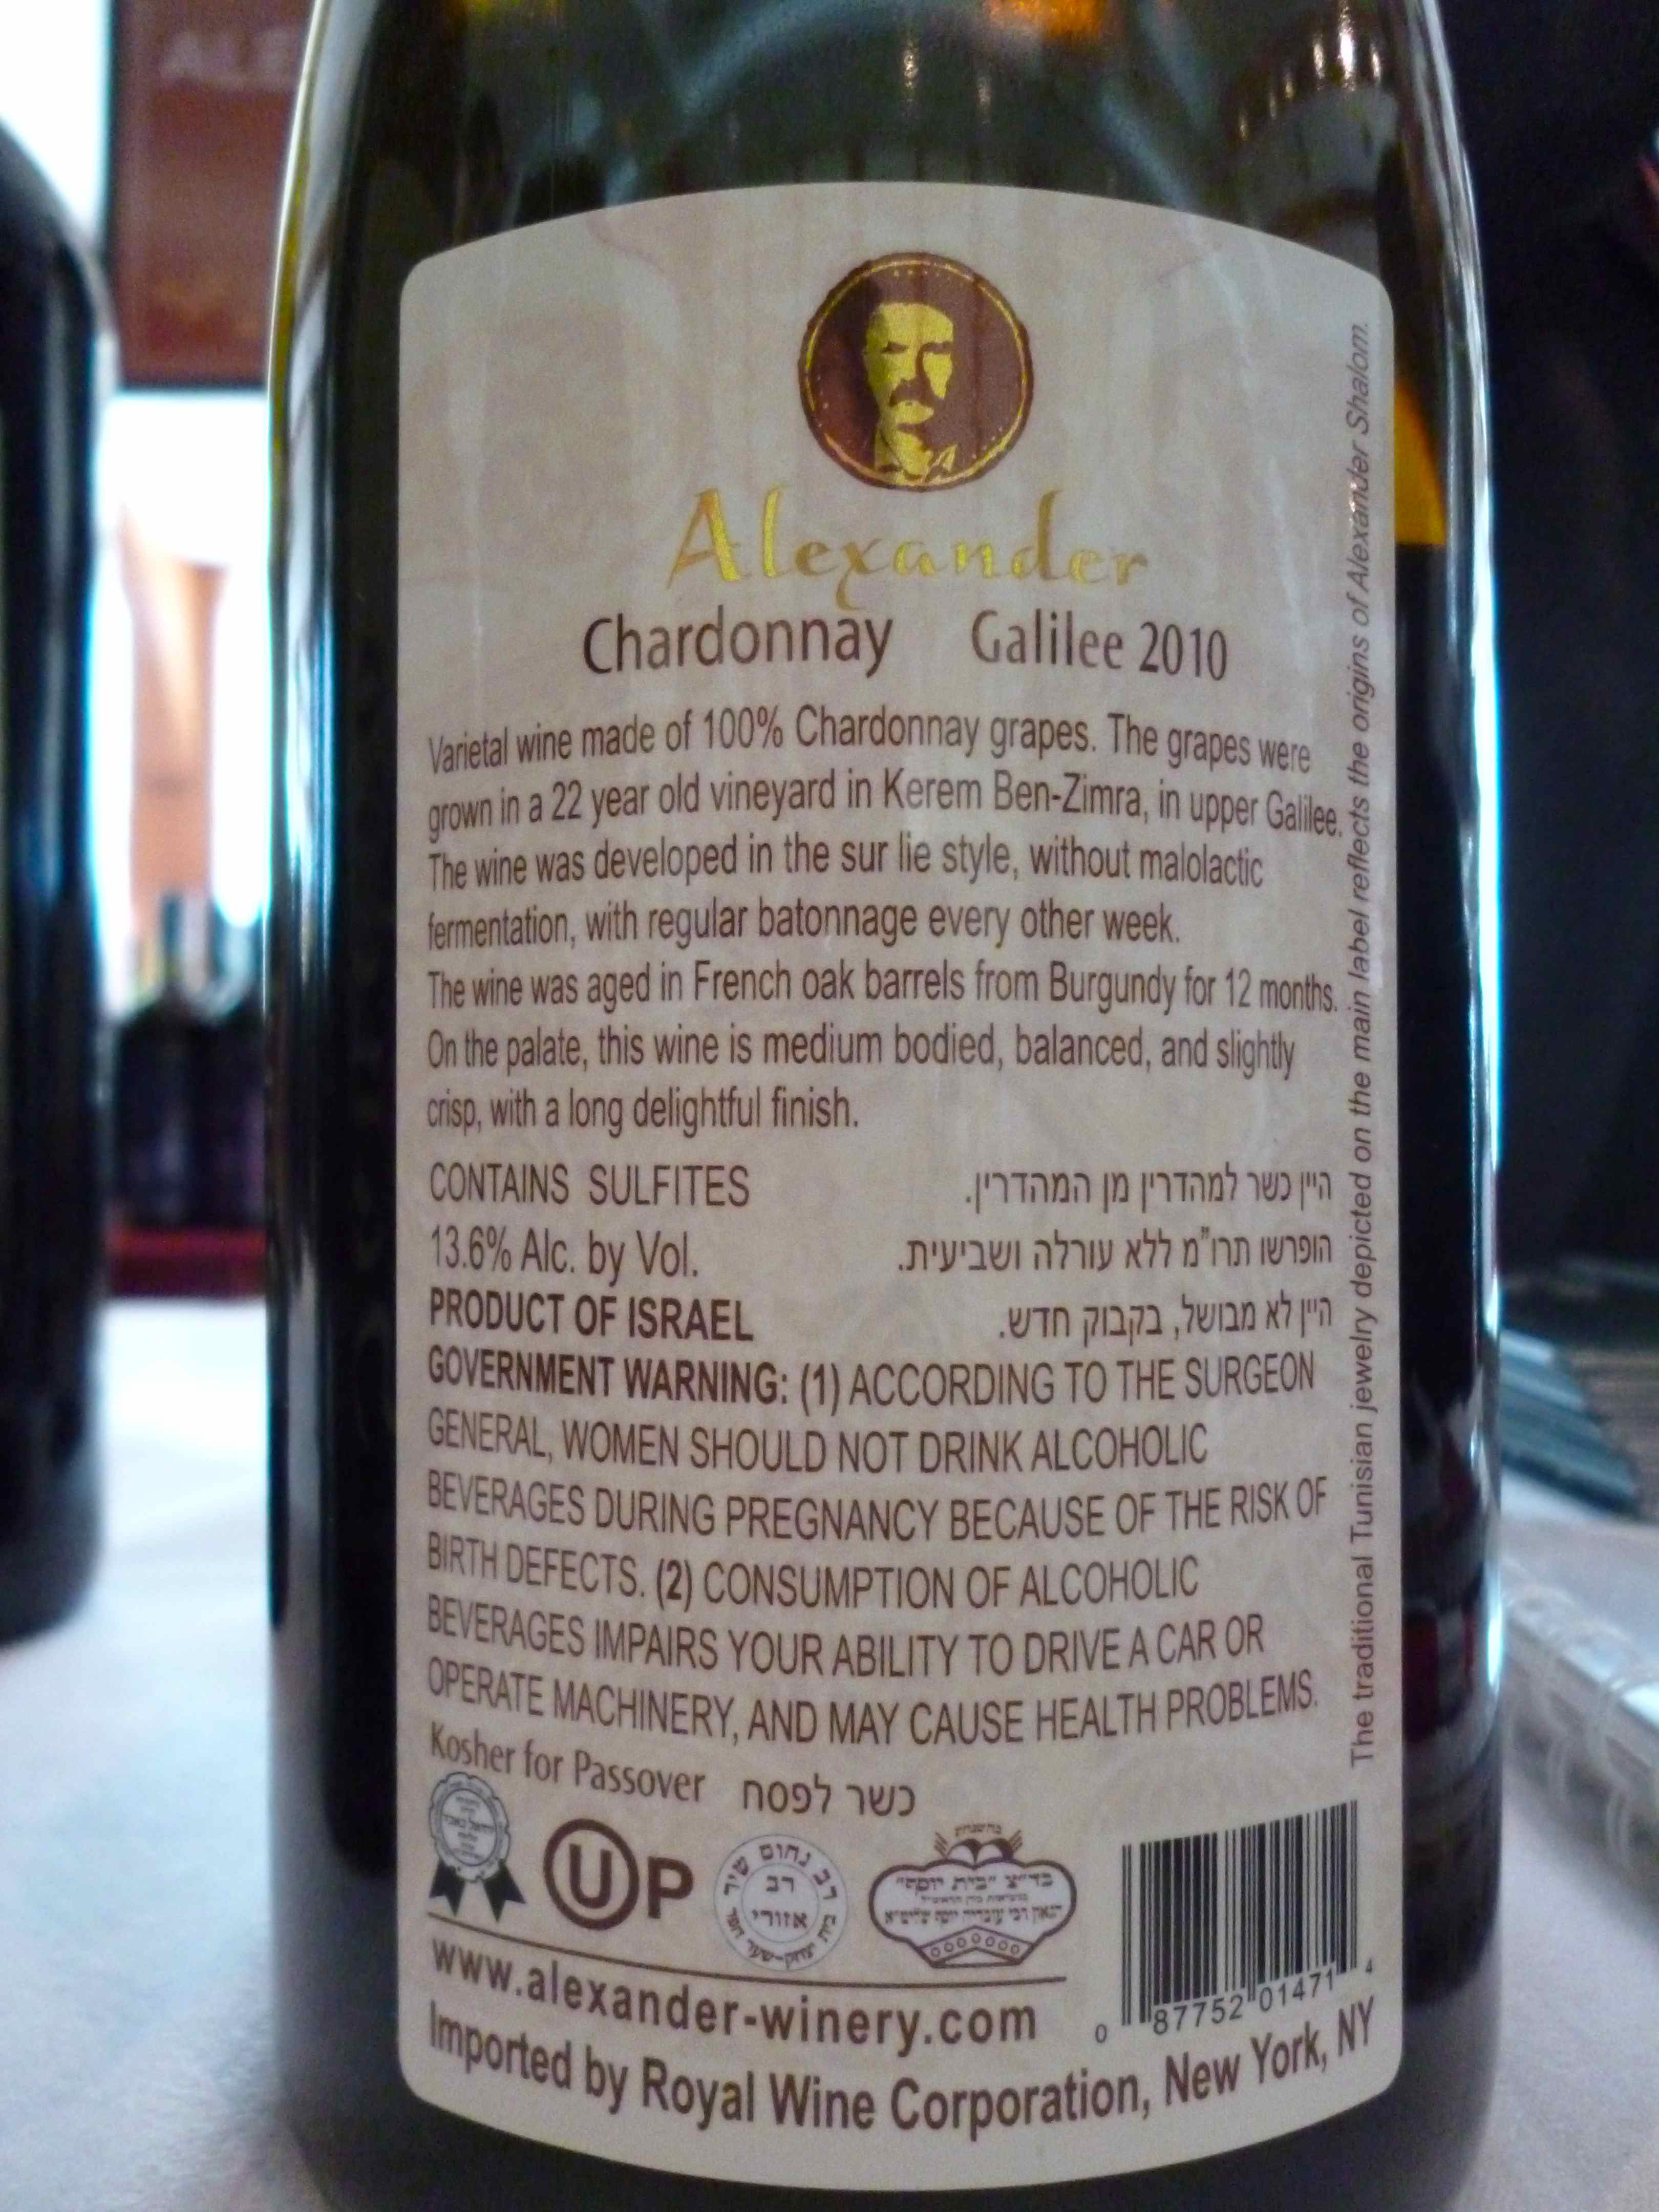 ALE
Alexander
Chardonnay Galilee 2010
Varietal wine made of 100% Chardonnay grapes. The grapes were
grown in a 22 year old vineyard in Kerem Ben-Zimra, in upper Galilee.
The wine was developed in the sur lie style, without malolactic
fermentation, with regular batonnage every other week.
The wine was aged in French oak barrels from Burgundy for 12 months.
On the palate, this wine is medium bodied, balanced, and slightly
crisp, with a long delightful finish.
CONTAINS SULFITES
היין כשר למהדרין מן המהדרין.
13.6% Alc. by Vol.
הופרשו תרו"מ ללא עורלה ושביעית.
PRODUCT OF ISRAEL
היין לא מבושל, בקבוק חדש.
GOVERNMENT WARNING: (1) ACCORDING TO THE SURGEON
GENERAL, WOMEN SHOULD NOT DRINK ALCOHOLIC
BEVERAGES DURING PREGNANCY BECAUSE OF THE RISK OF
BIRTH DEFECTS. (2) CONSUMPTION OF ALCOHOLIC
BEVERAGES IMPAIRS YOUR ABILITY TO DRIVE A CAR OR
OPERATE MACHINERY, AND MAY CAUSE HEALTH PROBLEMS.
Kosher for Passover כשר לפסח
U P
רב נחום שיר
רב
אזורי
בד"צ "בית יוסף"
www.alexander-winery.com
0 87752 01471 4
Imported by Royal Wine Corporation, New York, NY
The traditional Tunisian jewelry depicted on the main label reflects the origins of Alexander Shalom.